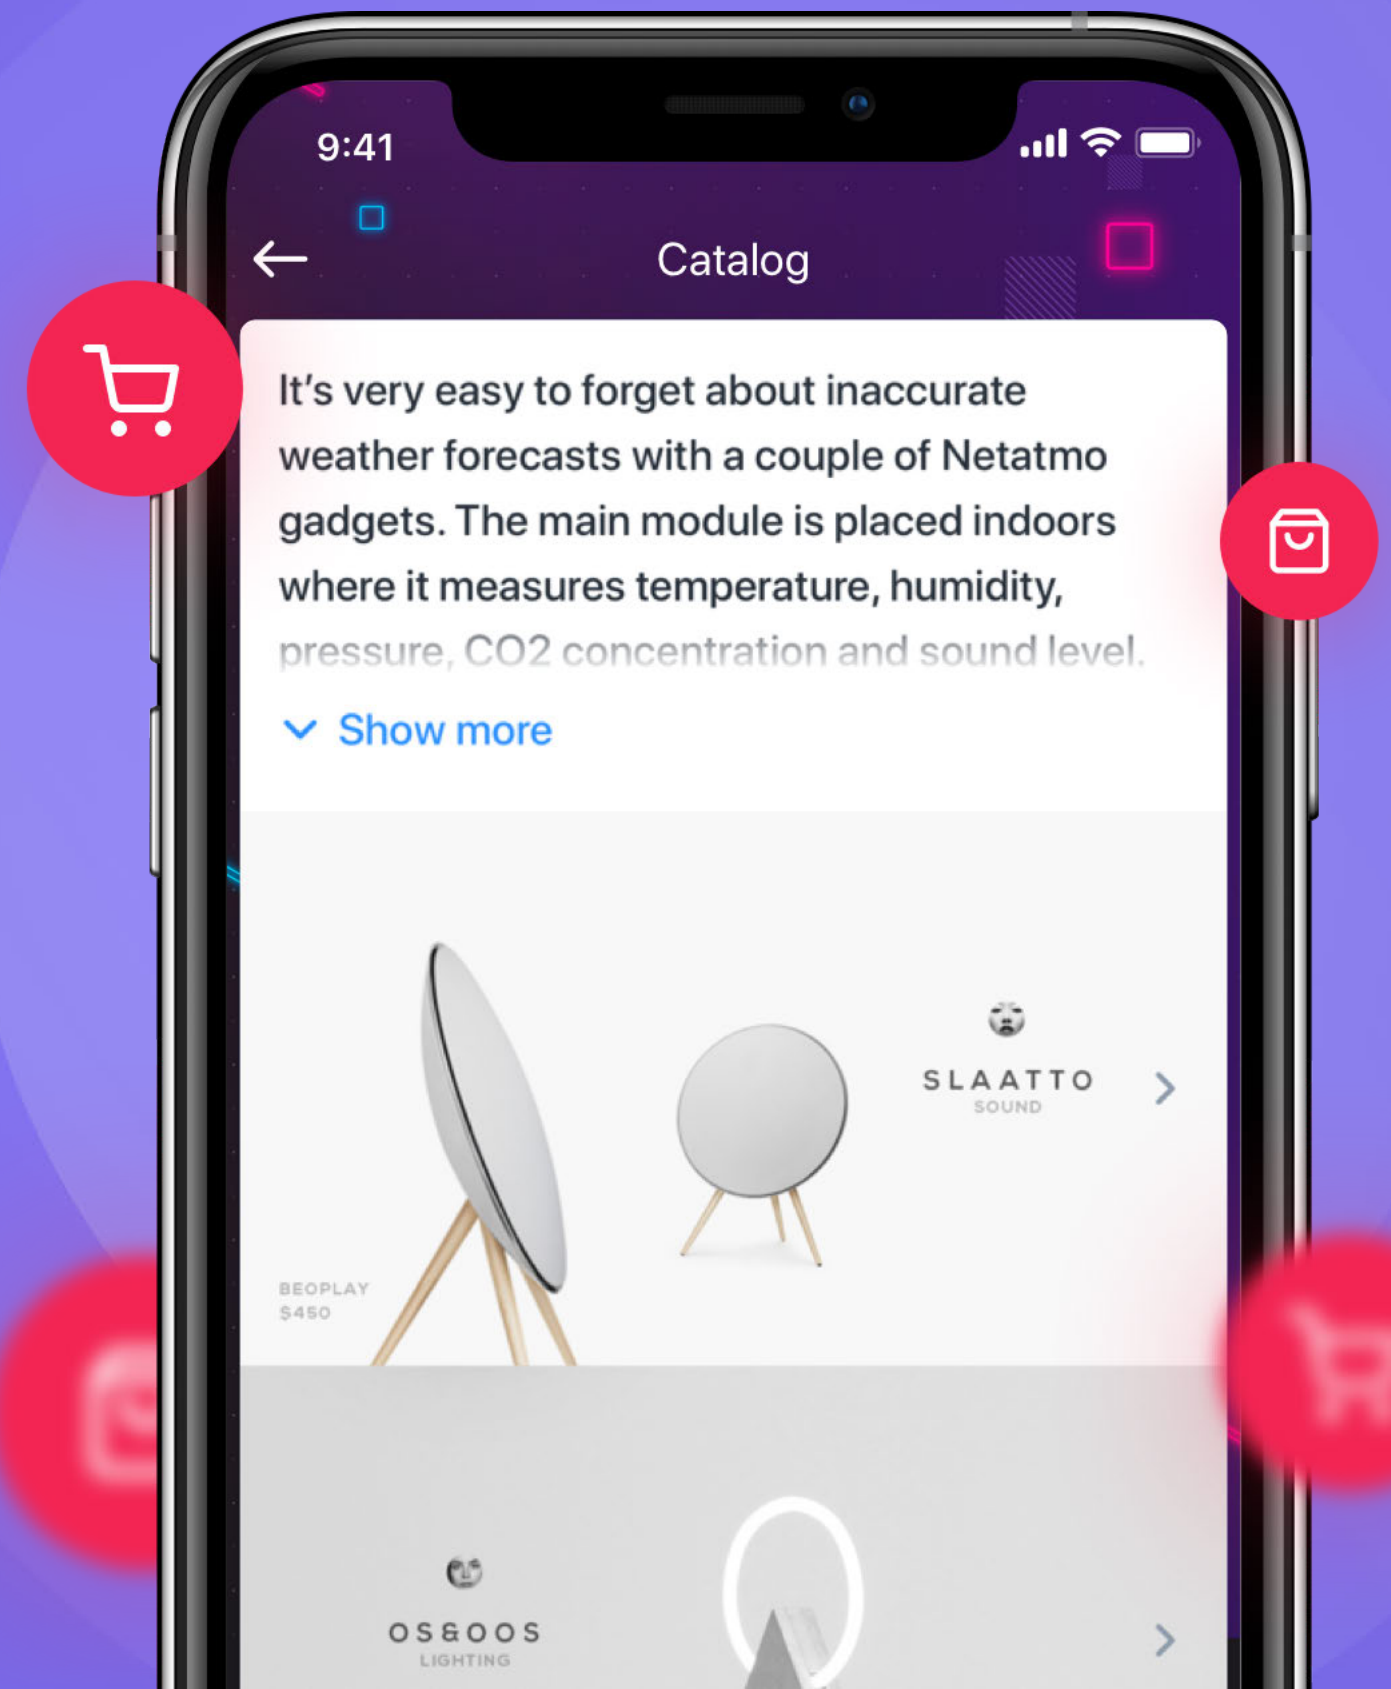 9:41
Catalog
It's very easy to forget about inaccurate
weather forecasts with a couple of Netatmo
gadgets. The main module is placed indoors
where it measures temperature, humidity,
pressure, CO2 concentration and sound level.
Show more
SLAATTO
SOUND
BEOPLAY
$450
OS&OOS
LIGHTING